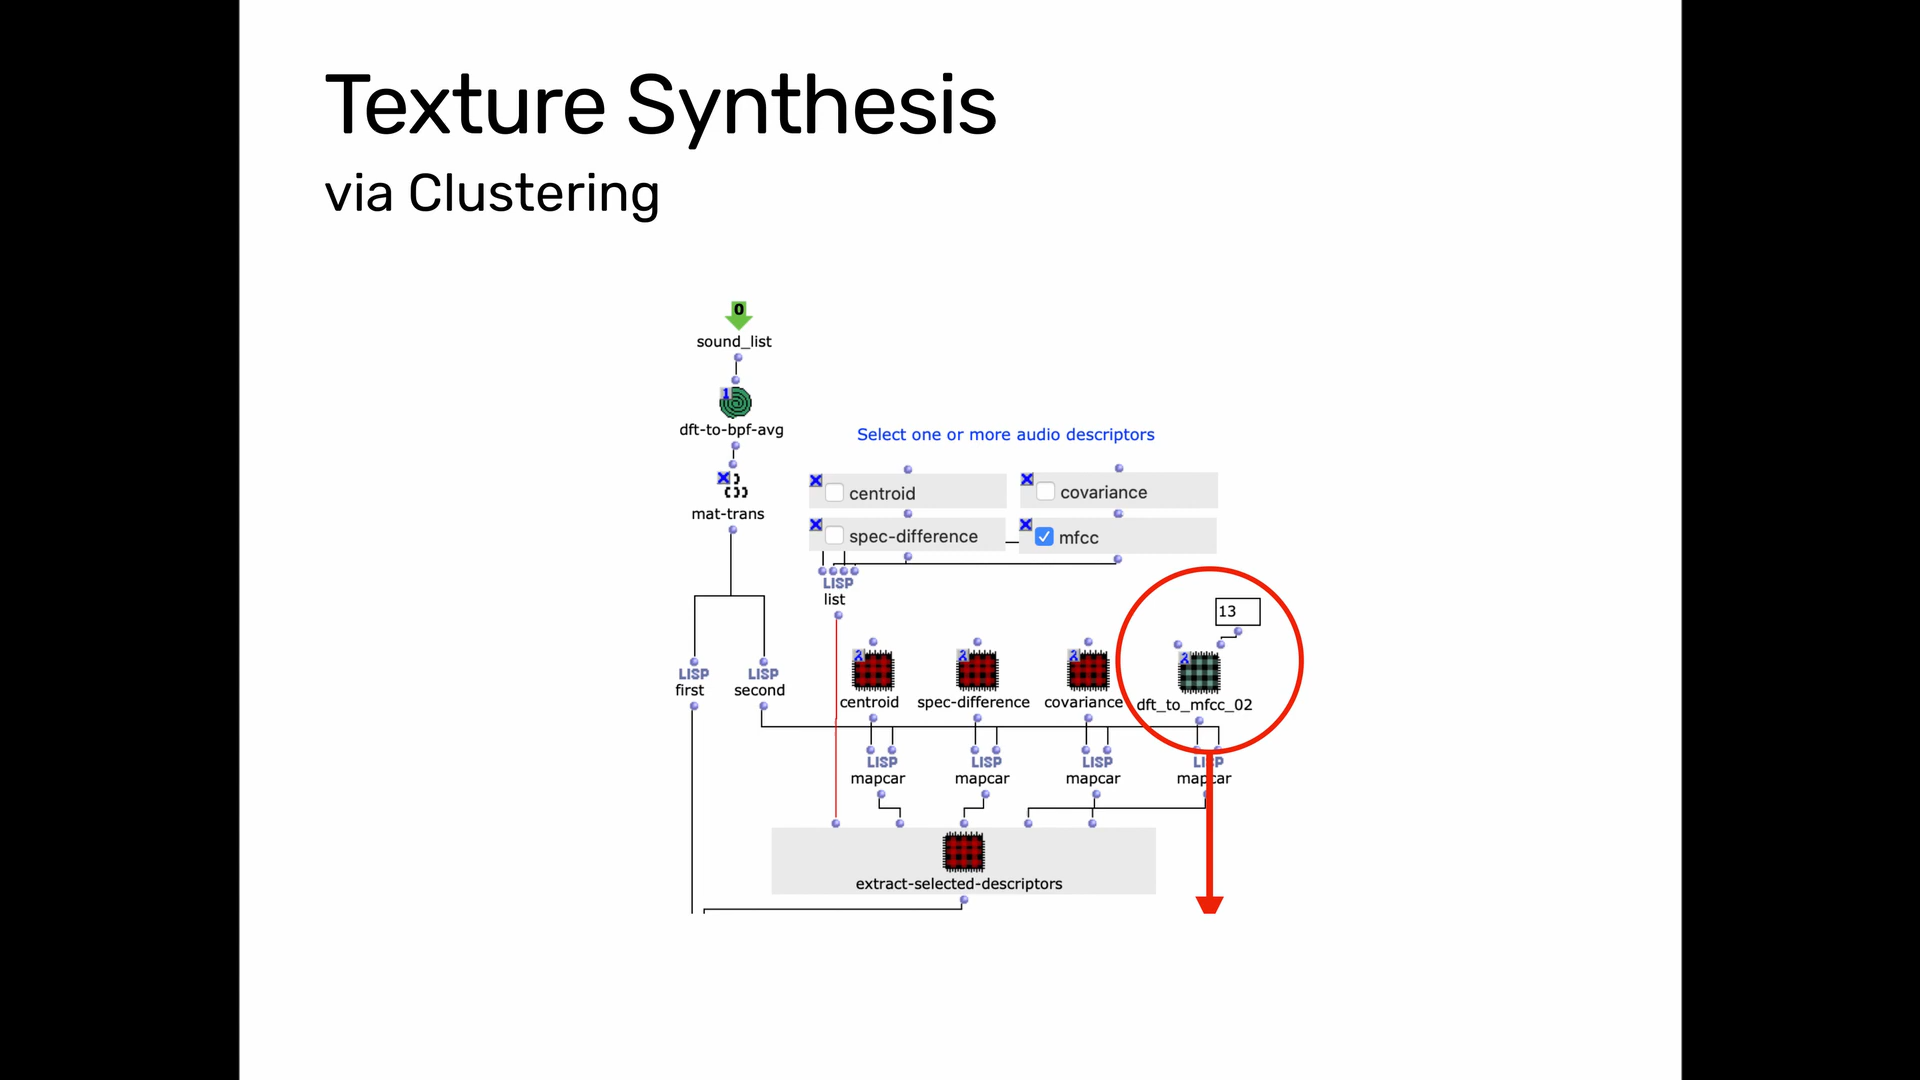 Texture Synthesis
via Clustering
0
sound_list
1
dft-to-bpf-avg
Select one or more audio descriptors
mat-trans
centroid
covariance
spec-difference
mfcc
LISP
list
13
LISP
first
LISP
second
centroid
spec-difference
covariance
dft_to_mfcc_02
LISP
mapcar
LISP
mapcar
LISP
mapcar
LISP
mapcar
extract-selected-descriptors